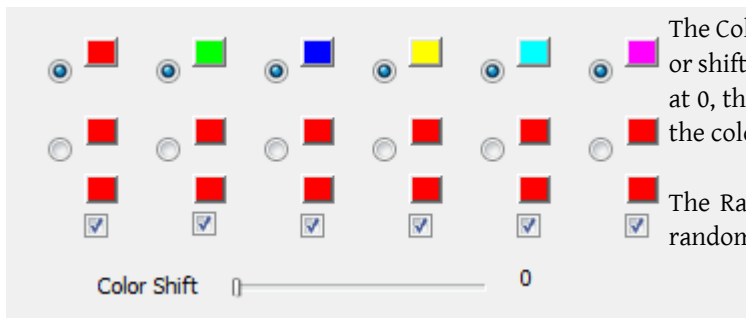 The Col
or shift
at 0, th
the colo
The Ra
random
Color Shift 0